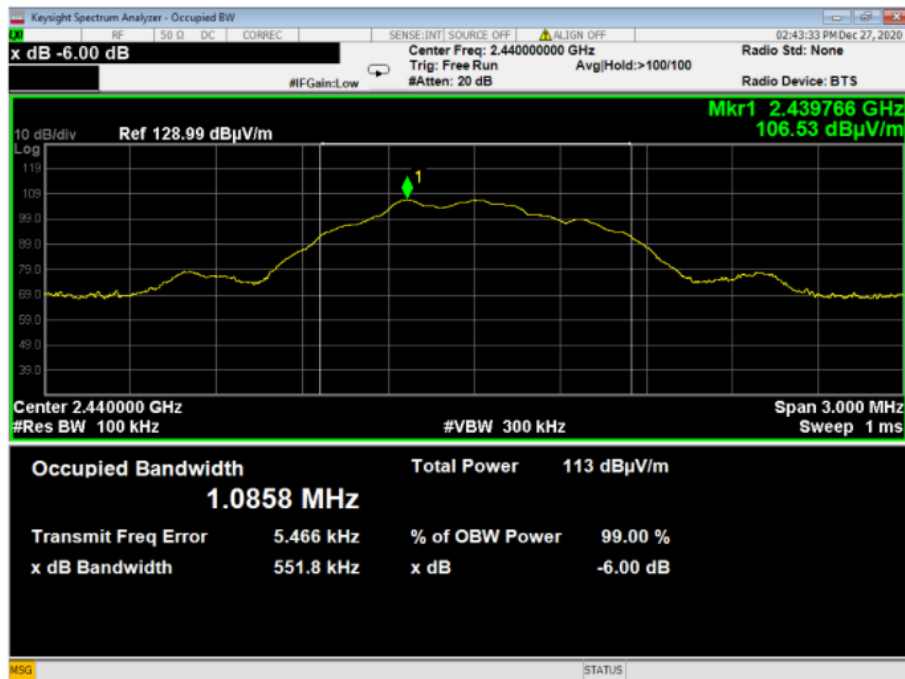 Keysight Spectrum Analyzer - Occupied BW
RF 50 Ω DC CORREC SENSE:INT SOURCE OFF ALIGN OFF 02:43:33 PM Dec 27, 2020
x dB -6.00 dB
Center Freq: 2.440000000 GHz Radio Std: None
Trig: Free Run Avg|Hold:>100/100
#IFGain:Low #Atten: 20 dB Radio Device: BTS
Mkr1 2.439766 GHz
106.53 dBµV/m
10 dB/div Ref 128.99 dBµV/m
Log
119
109
99.0
89.0
79.0
69.0
59.0
49.0
39.0
1
Center 2.440000 GHz Span 3.000 MHz
#Res BW 100 kHz #VBW 300 kHz Sweep 1 ms
Occupied Bandwidth Total Power 113 dBµV/m
1.0858 MHz
Transmit Freq Error 5.466 kHz % of OBW Power 99.00 %
x dB Bandwidth 551.8 kHz x dB -6.00 dB
MSG STATUS